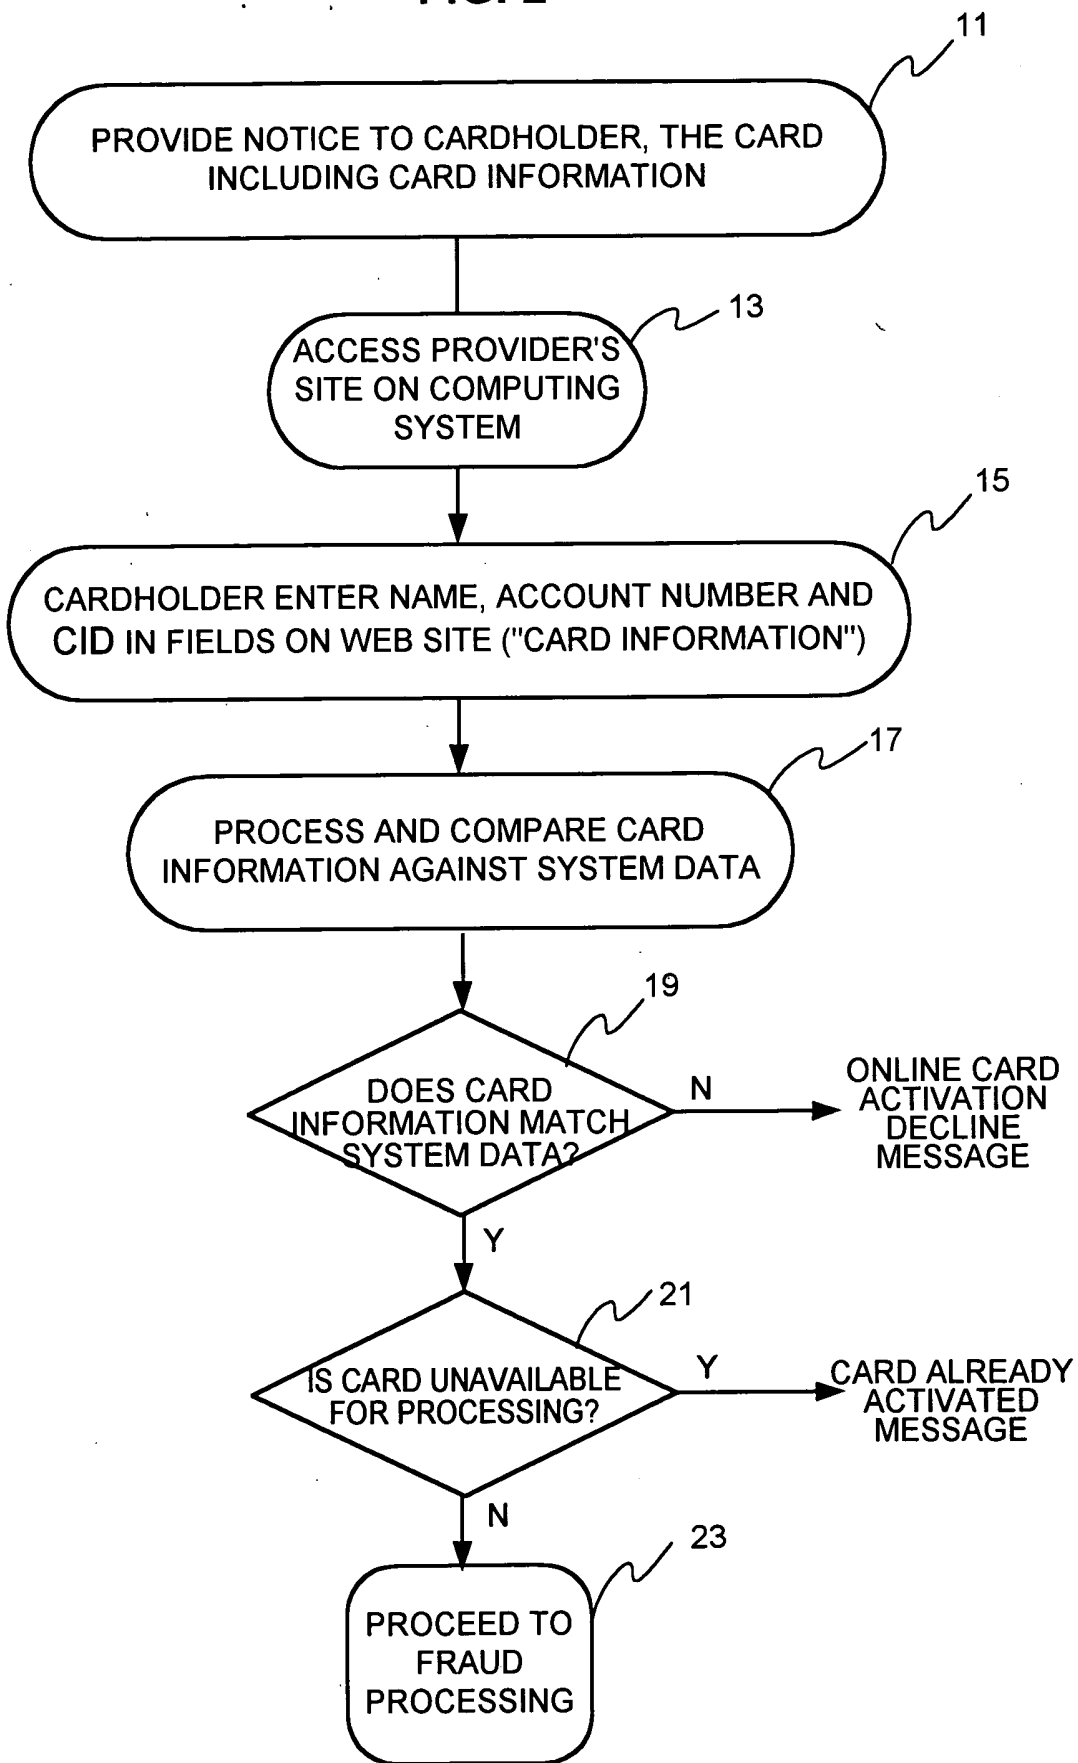 11
PROVIDE NOTICE TO CARDHOLDER, THE CARD
INCLUDING CARD INFORMATION
13
ACCESS PROVIDER'S
SITE ON COMPUTING
SYSTEM
15
CARDHOLDER ENTER NAME, ACCOUNT NUMBER AND
CID IN FIELDS ON WEB SITE ("CARD INFORMATION")
17
PROCESS AND COMPARE CARD
INFORMATION AGAINST SYSTEM DATA
19
DOES CARD
INFORMATION MATCH
SYSTEM DATA?
N
ONLINE CARD
ACTIVATION
DECLINE
MESSAGE
Y
21
IS CARD UNAVAILABLE
FOR PROCESSING?
Y
CARD ALREADY
ACTIVATED
MESSAGE
N
23
PROCEED TO
FRAUD
PROCESSING